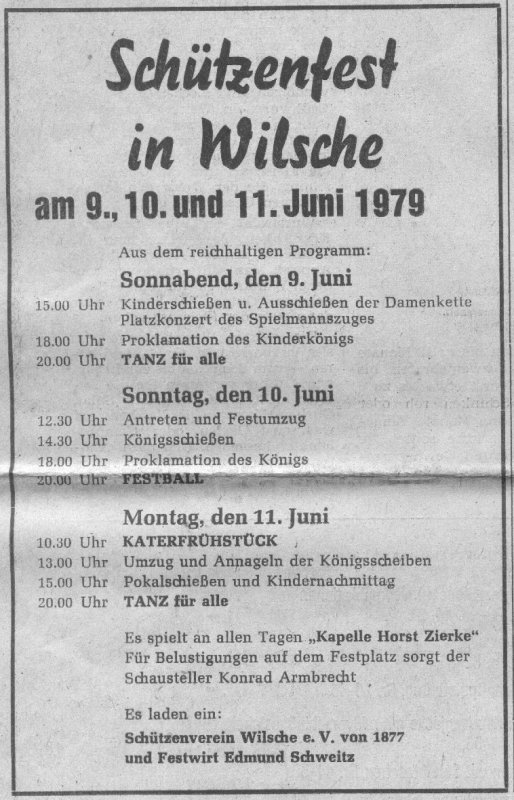 Schützenfest
in Wilsche
am 9., 10. und 11. Juni 1979
Aus dem reichhaltigen Programm:
Sonnabend, den 9. Juni
15.00 Uhr Kinderschießen u. Ausschießen der Damenkette
Platzkonzert des Spielmannszuges
18.00 Uhr Proklamation des Kinderkönigs
20.00 Uhr TANZ für alle
Sonntag, den 10. Juni
12.30 Uhr Antreten und Festumzug
14.30 Uhr Königsschießen
18.00 Uhr Proklamation des Königs
20.00 Uhr FESTBALL
Montag, den 11. Juni
10.30 Uhr KATERFRÜHSTÜCK
13.00 Uhr Umzug und Annageln der Königsscheiben
15.00 Uhr Pokalschießen und Kindernachmittag
20.00 Uhr TANZ für alle
Es spielt an allen Tagen „Kapelle Horst Zierke“
Für Belustigungen auf dem Festplatz sorgt der
Schausteller Konrad Armbrecht
Es laden ein:
Schützenverein Wilsche e. V. von 1877
und Festwirt Edmund Schweitz